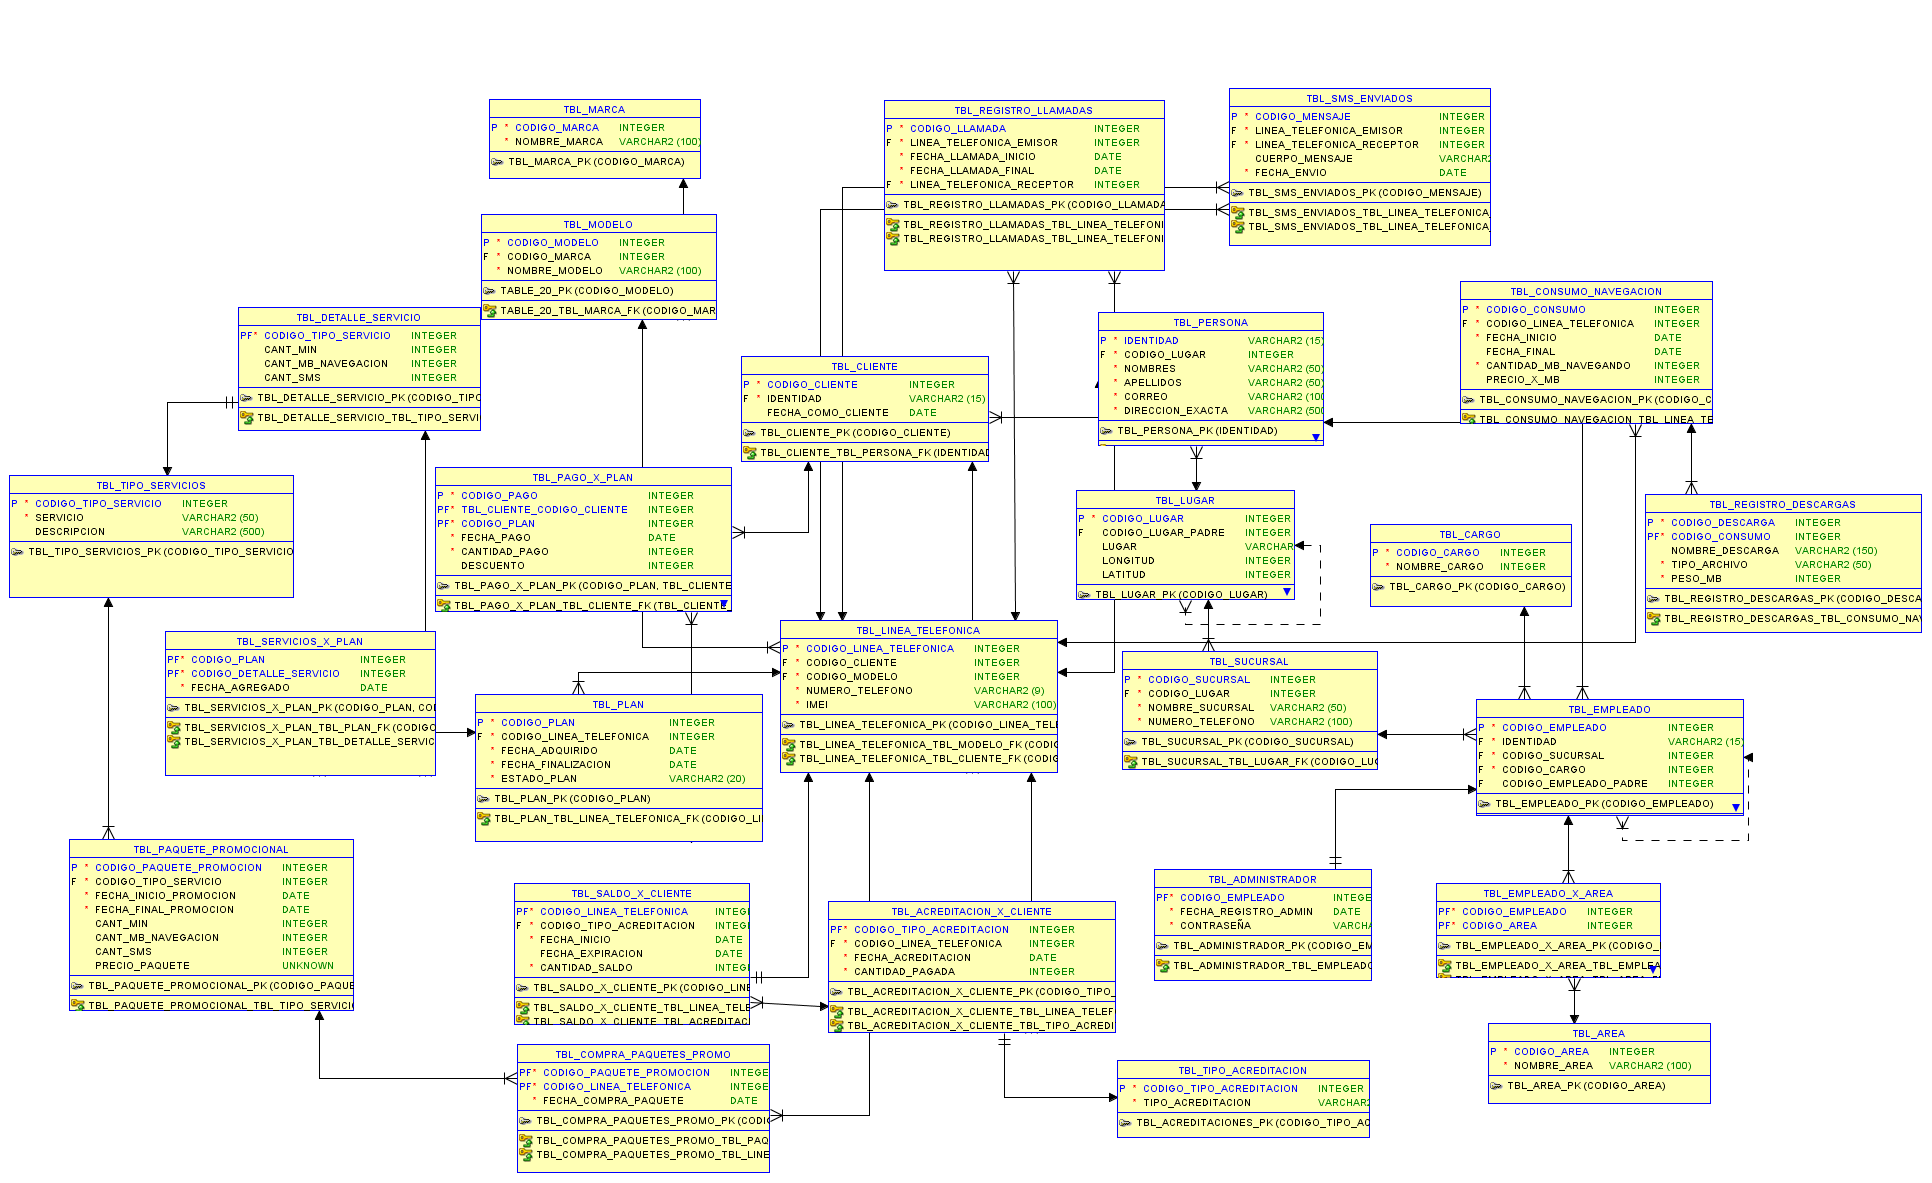 TBL_MARCA
P * CODIGO_MARCA INTEGER
* NOMBRE_MARCA VARCHAR2 (100)
TBL_MARCA_PK (CODIGO_MARCA)
TBL_REGISTRO_LLAMADAS
P * CODIGO_LLAMADA INTEGER
F * LINEA_TELEFONICA_EMISOR INTEGER
* FECHA_LLAMADA_INICIO DATE
* FECHA_LLAMADA_FINAL DATE
F * LINEA_TELEFONICA_RECEPTOR INTEGER
TBL_REGISTRO_LLAMADAS_PK (CODIGO_LLAMADA
TBL_REGISTRO_LLAMADAS_TBL_LINEA_TELEFONI
TBL_REGISTRO_LLAMADAS_TBL_LINEA_TELEFONI
TBL_SMS_ENVIADOS
P * CODIGO_MENSAJE INTEGER
F * LINEA_TELEFONICA_EMISOR INTEGER
F * LINEA_TELEFONICA_RECEPTOR INTEGER
CUERPO_MENSAJE VARCHAR2
* FECHA_ENVIO DATE
TBL_SMS_ENVIADOS_PK (CODIGO_MENSAJE)
TBL_SMS_ENVIADOS_TBL_LINEA_TELEFONICA_
TBL_SMS_ENVIADOS_TBL_LINEA_TELEFONICA_
TBL_MODELO
P * CODIGO_MODELO INTEGER
F * CODIGO_MARCA INTEGER
* NOMBRE_MODELO VARCHAR2 (100)
TABLE_20_PK (CODIGO_MODELO)
TABLE_20_TBL_MARCA_FK (CODIGO_MAR
TBL_DETALLE_SERVICIO
PF* CODIGO_TIPO_SERVICIO INTEGER
CANT_MIN INTEGER
CANT_MB_NAVEGACION INTEGER
CANT_SMS INTEGER
TBL_DETALLE_SERVICIO_PK (CODIGO_TIPO
TBL_DETALLE_SERVICIO_TBL_TIPO_SERVI
TBL_CLIENTE
P * CODIGO_CLIENTE INTEGER
F * IDENTIDAD VARCHAR2 (15)
FECHA_COMO_CLIENTE DATE
TBL_CLIENTE_PK (CODIGO_CLIENTE)
TBL_CLIENTE_TBL_PERSONA_FK (IDENTIDAD
TBL_PERSONA
P * IDENTIDAD VARCHAR2 (15)
F * CODIGO_LUGAR INTEGER
* NOMBRES VARCHAR2 (50)
* APELLIDOS VARCHAR2 (50)
* CORREO VARCHAR2 (100
* DIRECCION_EXACTA VARCHAR2 (500
TBL_PERSONA_PK (IDENTIDAD)
TBL_CONSUMO_NAVEGACION
P * CODIGO_CONSUMO INTEGER
F * CODIGO_LINEA_TELEFONICA INTEGER
* FECHA_INICIO DATE
FECHA_FINAL DATE
* CANTIDAD_MB_NAVEGANDO INTEGER
PRECIO_X_MB INTEGER
TBL_CONSUMO_NAVEGACION_PK (CODIGO_C
TBL_CONSUMO_NAVEGACION_TBL_LINEA_TE
TBL_TIPO_SERVICIOS
P * CODIGO_TIPO_SERVICIO INTEGER
* SERVICIO VARCHAR2 (50)
DESCRIPCION VARCHAR2 (500)
TBL_TIPO_SERVICIOS_PK (CODIGO_TIPO_SERVICIO
TBL_PAGO_X_PLAN
P * CODIGO_PAGO INTEGER
PF* TBL_CLIENTE_CODIGO_CLIENTE INTEGER
PF* CODIGO_PLAN INTEGER
* FECHA_PAGO DATE
* CANTIDAD_PAGO INTEGER
DESCUENTO INTEGER
TBL_PAGO_X_PLAN_PK (CODIGO_PLAN, TBL_CLIENTE
TBL_PAGO_X_PLAN_TBL_CLIENTE_FK (TBL_CLIENTE
TBL_LUGAR
P * CODIGO_LUGAR INTEGER
F CODIGO_LUGAR_PADRE INTEGER
LUGAR VARCHAR
LONGITUD INTEGER
LATITUD INTEGER
TBL_LUGAR_PK (CODIGO_LUGAR)
TBL_CARGO
P * CODIGO_CARGO INTEGER
* NOMBRE_CARGO INTEGER
TBL_CARGO_PK (CODIGO_CARGO)
TBL_REGISTRO_DESCARGAS
P * CODIGO_DESCARGA INTEGER
PF* CODIGO_CONSUMO INTEGER
NOMBRE_DESCARGA VARCHAR2 (150)
* TIPO_ARCHIVO VARCHAR2 (50)
* PESO_MB INTEGER
TBL_REGISTRO_DESCARGAS_PK (CODIGO_DESCA
TBL_REGISTRO_DESCARGAS_TBL_CONSUMO_NAV
TBL_SERVICIOS_X_PLAN
PF* CODIGO_PLAN INTEGER
PF* CODIGO_DETALLE_SERVICIO INTEGER
* FECHA_AGREGADO DATE
TBL_SERVICIOS_X_PLAN_PK (CODIGO_PLAN, COI
TBL_SERVICIOS_X_PLAN_TBL_PLAN_FK (CODIGO
TBL_SERVICIOS_X_PLAN_TBL_DETALLE_SERVIC
TBL_PLAN
P * CODIGO_PLAN INTEGER
F * CODIGO_LINEA_TELEFONICA INTEGER
* FECHA_ADQUIRIDO DATE
* FECHA_FINALIZACION DATE
* ESTADO_PLAN VARCHAR2 (20)
TBL_PLAN_PK (CODIGO_PLAN)
TBL_PLAN_TBL_LINEA_TELEFONICA_FK (CODIGO_LI
TBL_LINEA_TELEFONICA
P * CODIGO_LINEA_TELEFONICA INTEGER
F * CODIGO_CLIENTE INTEGER
F * CODIGO_MODELO INTEGER
* NUMERO_TELEFONO VARCHAR2 (9)
* IMEI VARCHAR2 (100)
TBL_LINEA_TELEFONICA_PK (CODIGO_LINEA_TELI
TBL_LINEA_TELEFONICA_TBL_MODELO_FK (CODIG
TBL_LINEA_TELEFONICA_TBL_CLIENTE_FK (CODIG
TBL_SUCURSAL
P * CODIGO_SUCURSAL INTEGER
F * CODIGO_LUGAR INTEGER
* NOMBRE_SUCURSAL VARCHAR2 (50)
* NUMERO_TELEFONO VARCHAR2 (100)
TBL_SUCURSAL_PK (CODIGO_SUCURSAL)
TBL_SUCURSAL_TBL_LUGAR_FK (CODIGO_LUG
TBL_EMPLEADO
P * CODIGO_EMPLEADO INTEGER
F * IDENTIDAD VARCHAR2 (15)
F * CODIGO_SUCURSAL INTEGER
F * CODIGO_CARGO INTEGER
F CODIGO_EMPLEADO_PADRE INTEGER
TBL_EMPLEADO_PK (CODIGO_EMPLEADO)
TBL_PAQUETE_PROMOCIONAL
P * CODIGO_PAQUETE_PROMOCION INTEGER
F * CODIGO_TIPO_SERVICIO INTEGER
* FECHA_INICIO_PROMOCION DATE
* FECHA_FINAL_PROMOCION DATE
CANT_MIN INTEGER
CANT_MB_NAVEGACION INTEGER
CANT_SMS INTEGER
PRECIO_PAQUETE UNKNOWN
TBL_PAQUETE_PROMOCIONAL_PK (CODIGO_PAQUE
TBL_PAQUETE_PROMOCIONAL_TBL_TIPO_SERVICI
TBL_SALDO_X_CLIENTE
PF* CODIGO_LINEA_TELEFONICA INTEG
F * CODIGO_TIPO_ACREDITACION INTEG
* FECHA_INICIO DATE
FECHA_EXPIRACION DATE
* CANTIDAD_SALDO INTEG
TBL_SALDO_X_CLIENTE_PK (CODIGO_LINE
TBL_SALDO_X_CLIENTE_TBL_LINEA_TELE
TBL_SALDO_X_CLIENTE_TBL_ACREDITAC
TBL_ACREDITACION_X_CLIENTE
PF* CODIGO_TIPO_ACREDITACION INTEGER
F * CODIGO_LINEA_TELEFONICA INTEGER
* FECHA_ACREDITACION DATE
* CANTIDAD_PAGADA INTEGER
TBL_ACREDITACION_X_CLIENTE_PK (CODIGO_TIPO_
TBL_ACREDITACION_X_CLIENTE_TBL_LINEA_TELEF
TBL_ACREDITACION_X_CLIENTE_TBL_TIPO_ACREDI
TBL_ADMINISTRADOR
PF* CODIGO_EMPLEADO INTEGE
* FECHA_REGISTRO_ADMIN DATE
* CONTRASEÑA VARCHA
TBL_ADMINISTRADOR_PK (CODIGO_EM
TBL_ADMINISTRADOR_TBL_EMPLEADO
TBL_EMPLEADO_X_AREA
PF* CODIGO_EMPLEADO INTEGER
PF* CODIGO_AREA INTEGER
TBL_EMPLEADO_X_AREA_PK (CODIGO_
TBL_EMPLEADO_X_AREA_TBL_EMPLEA
TBL_COMPRA_PAQUETES_PROMO
PF* CODIGO_PAQUETE_PROMOCION INTEGE
PF* CODIGO_LINEA_TELEFONICA INTEGE
* FECHA_COMPRA_PAQUETE DATE
TBL_COMPRA_PAQUETES_PROMO_PK (CODIG
TBL_COMPRA_PAQUETES_PROMO_TBL_PAQ
TBL_COMPRA_PAQUETES_PROMO_TBL_LINE
TBL_TIPO_ACREDITACION
P * CODIGO_TIPO_ACREDITACION INTEGER
* TIPO_ACREDITACION VARCHAR2
TBL_ACREDITACIONES_PK (CODIGO_TIPO_AC
TBL_AREA
P * CODIGO_AREA INTEGER
* NOMBRE_AREA VARCHAR2 (100)
TBL_AREA_PK (CODIGO_AREA)